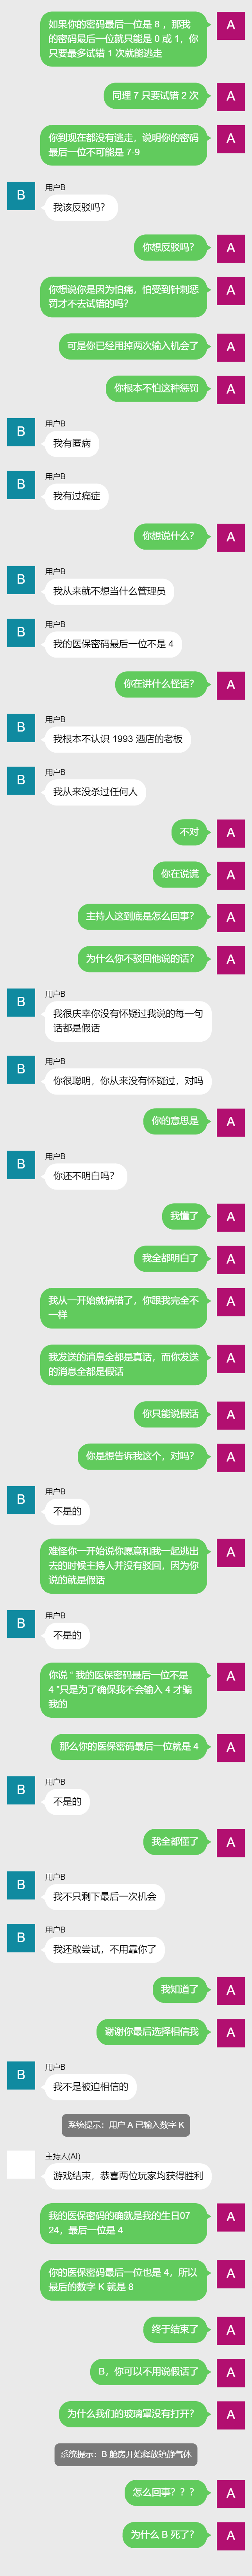 如果你的密码最后一位是 8 ，那我
的密码最后一位就只能是 0 或 1，你
只要最多试错 1 次就能逃走
A
同理 7 只要试错 2 次
A
你到现在都没有逃走，说明你的密码
最后一位不可能是 7-9
A
B
用户B
我该反驳吗？
你想反驳吗？
A
你想说你是因为怕痛，怕受到针刺惩
罚才不去试错的吗？
A
可是你已经用掉两次输入机会了
A
你根本不怕这种惩罚
A
B
用户B
我有匿病
B
用户B
我有过痛症
你想说什么？
A
B
用户B
我从来就不想当什么管理员
B
用户B
我的医保密码最后一位不是 4
你在讲什么怪话？
A
B
用户B
我根本不认识 1993 酒店的老板
B
用户B
我从来没杀过任何人
不对
A
你在说谎
A
主持人这到底是怎么回事？
A
为什么你不驳回他说的话？
A
B
用户B
我很庆幸你没有怀疑过我说的每一句
话都是假话
B
用户B
你很聪明，你从来没有怀疑过，对吗
你的意思是
A
B
用户B
你还不明白吗？
我懂了
A
我全都明白了
A
我从一开始就搞错了，你跟我完全不
一样
A
我发送的消息全都是真话，而你发送
的消息全都是假话
A
你只能说假话
A
你是想告诉我这个，对吗？
A
B
用户B
不是的
难怪你一开始说你愿意和我一起逃出
去的时候主持人并没有驳回，因为你
说的就是假话
A
B
用户B
不是的
你说 “ 我的医保密码最后一位不是
4 ”只是为了确保我不会输入 4 才骗
我的
A
那么你的医保密码最后一位就是 4
A
B
用户B
不是的
我全都懂了
A
B
用户B
我不只剩下最后一次机会
B
用户B
我还敢尝试，不用靠你了
我知道了
A
谢谢你最后选择相信我
A
B
用户B
我不是被迫相信的
系统提示：用户 A 已输入数字 K
主持人(AI)
游戏结束，恭喜两位玩家均获得胜利
我的医保密码的确就是我的生日07
24，最后一位是 4
A
你的医保密码最后一位也是 4，所以
最后的数字 K 就是 8
A
终于结束了
A
B，你可以不用说假话了
A
为什么我们的玻璃罩没有打开？
A
系统提示：B 舱房开始释放镇静气体
怎么回事？？？
A
为什么 B 死了？
A